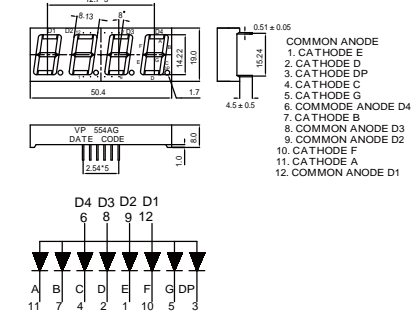 8.13
8°
D1 D2 D3 D4
14.22
19.0
50.4
1.7
0.51 ± 0.05
15.24
4.5 ± 0.5
COMMON ANODE
1. CATHODE E
2. CATHODE D
3. CATHODE DP
4. CATHODE C
5. CATHODE G
6. COMMODE ANODE D4
7. CATHODE B
8. COMMON ANODE D3
9. COMMON ANODE D2
10. CATHODE F
11. CATHODE A
12. COMMON ANODE D1
VP 554AG
DATE CODE
8.0
1.0
2.54*5
D4 D3 D2 D1
6 8 9 12
A B C D E F G DP
11 7 4 2 1 10 5 3